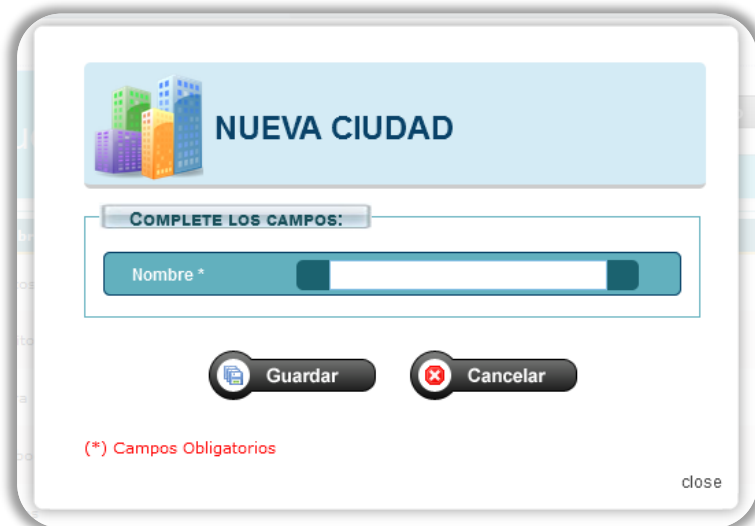 NUEVA CIUDAD
COMPLETE LOS CAMPOS:
Nombre *
Guardar
Cancelar
(*) Campos Obligatorios
close